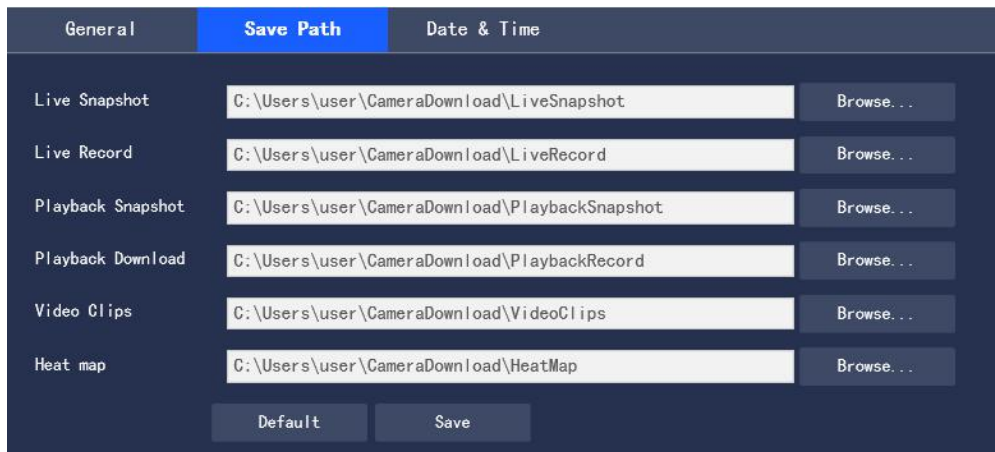 General Save Path Date & Time
Live Snapshot C:\Users\user\CameraDownload\LiveSnapshot Browse...
Live Record C:\Users\user\CameraDownload\LiveRecord Browse...
Playback Snapshot C:\Users\user\CameraDownload\PlaybackSnapshot Browse...
Playback Download C:\Users\user\CameraDownload\PlaybackRecord Browse...
Video Clips C:\Users\user\CameraDownload\VideoClips Browse...
Heat map C:\Users\user\CameraDownload\HeatMap Browse...
Default Save